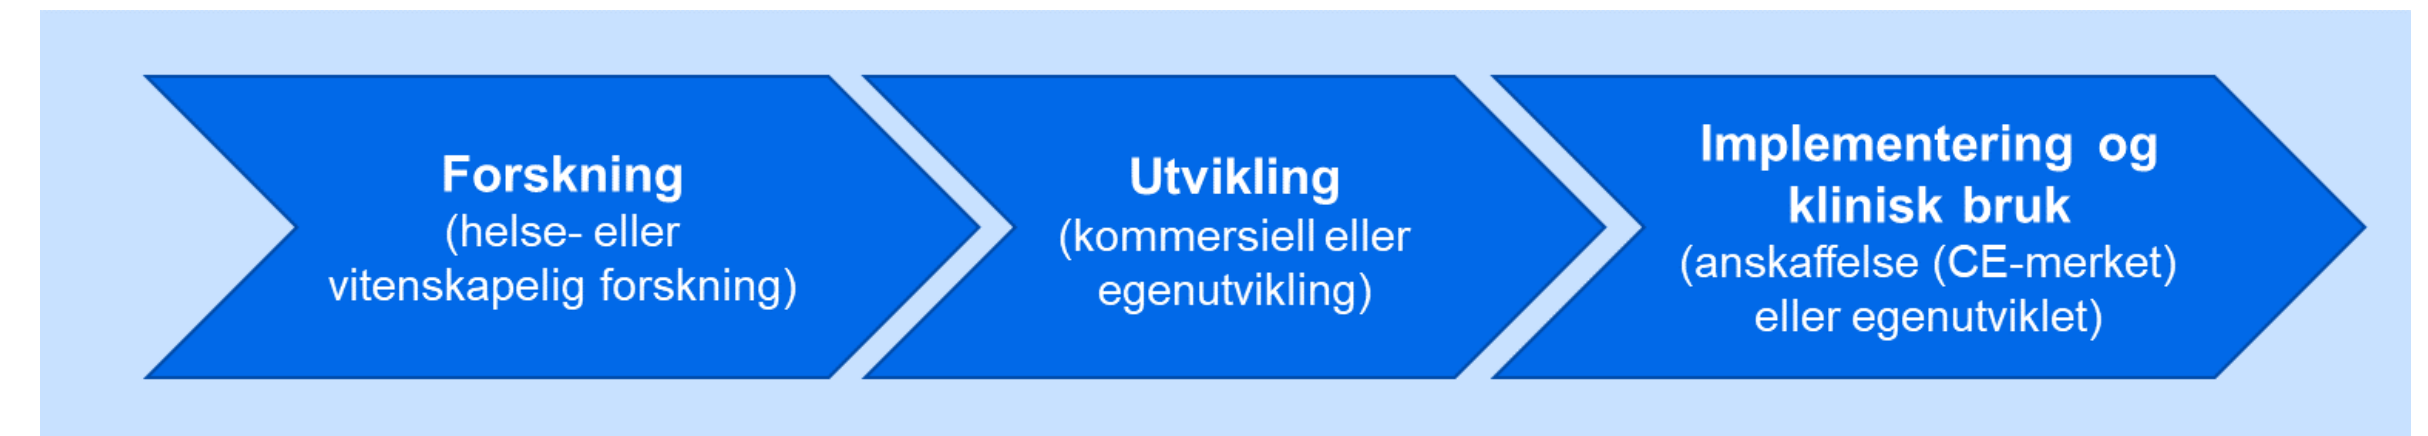 Forskning
(helse- eller
vitenskapelig forskning)
Utvikling
(kommersiell eller
egenutvikling)
Implementering og
klinisk bruk
(anskaffelse (CE-merket)
eller egenutviklet)